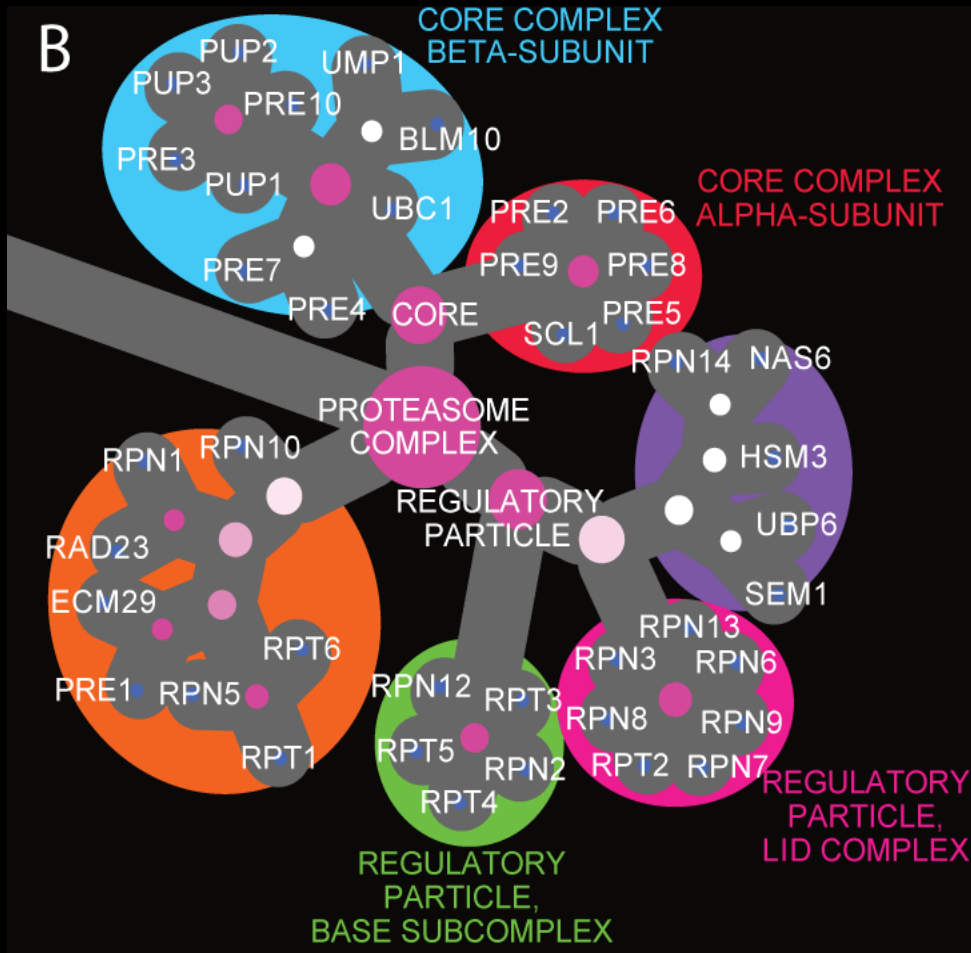 B
CORE COMPLEX
BETA-SUBUNIT
PUP2
UMP1
PUP3
PRE10
BLM10
PRE3
PUP1
UBC1
PRE7
PRE4
CORE
CORE COMPLEX
ALPHA-SUBUNIT
PRE2
PRE6
PRE9
PRE8
PRE5
SCL1
RPN14
NAS6
HSM3
UBP6
SEM1
PROTEASOME
COMPLEX
REGULATORY
PARTICLE
RPN10
RPN1
RAD23
ECM29
RPT6
PRE1
RPN5
RPT1
RPN12
RPT3
RPT5
RPN2
RPT4
REGULATORY
PARTICLE,
BASE SUBCOMPLEX
RPN13
RPN3
RPN6
RPN8
RPN9
RPT2
RPN7
REGULATORY
PARTICLE,
LID COMPLEX